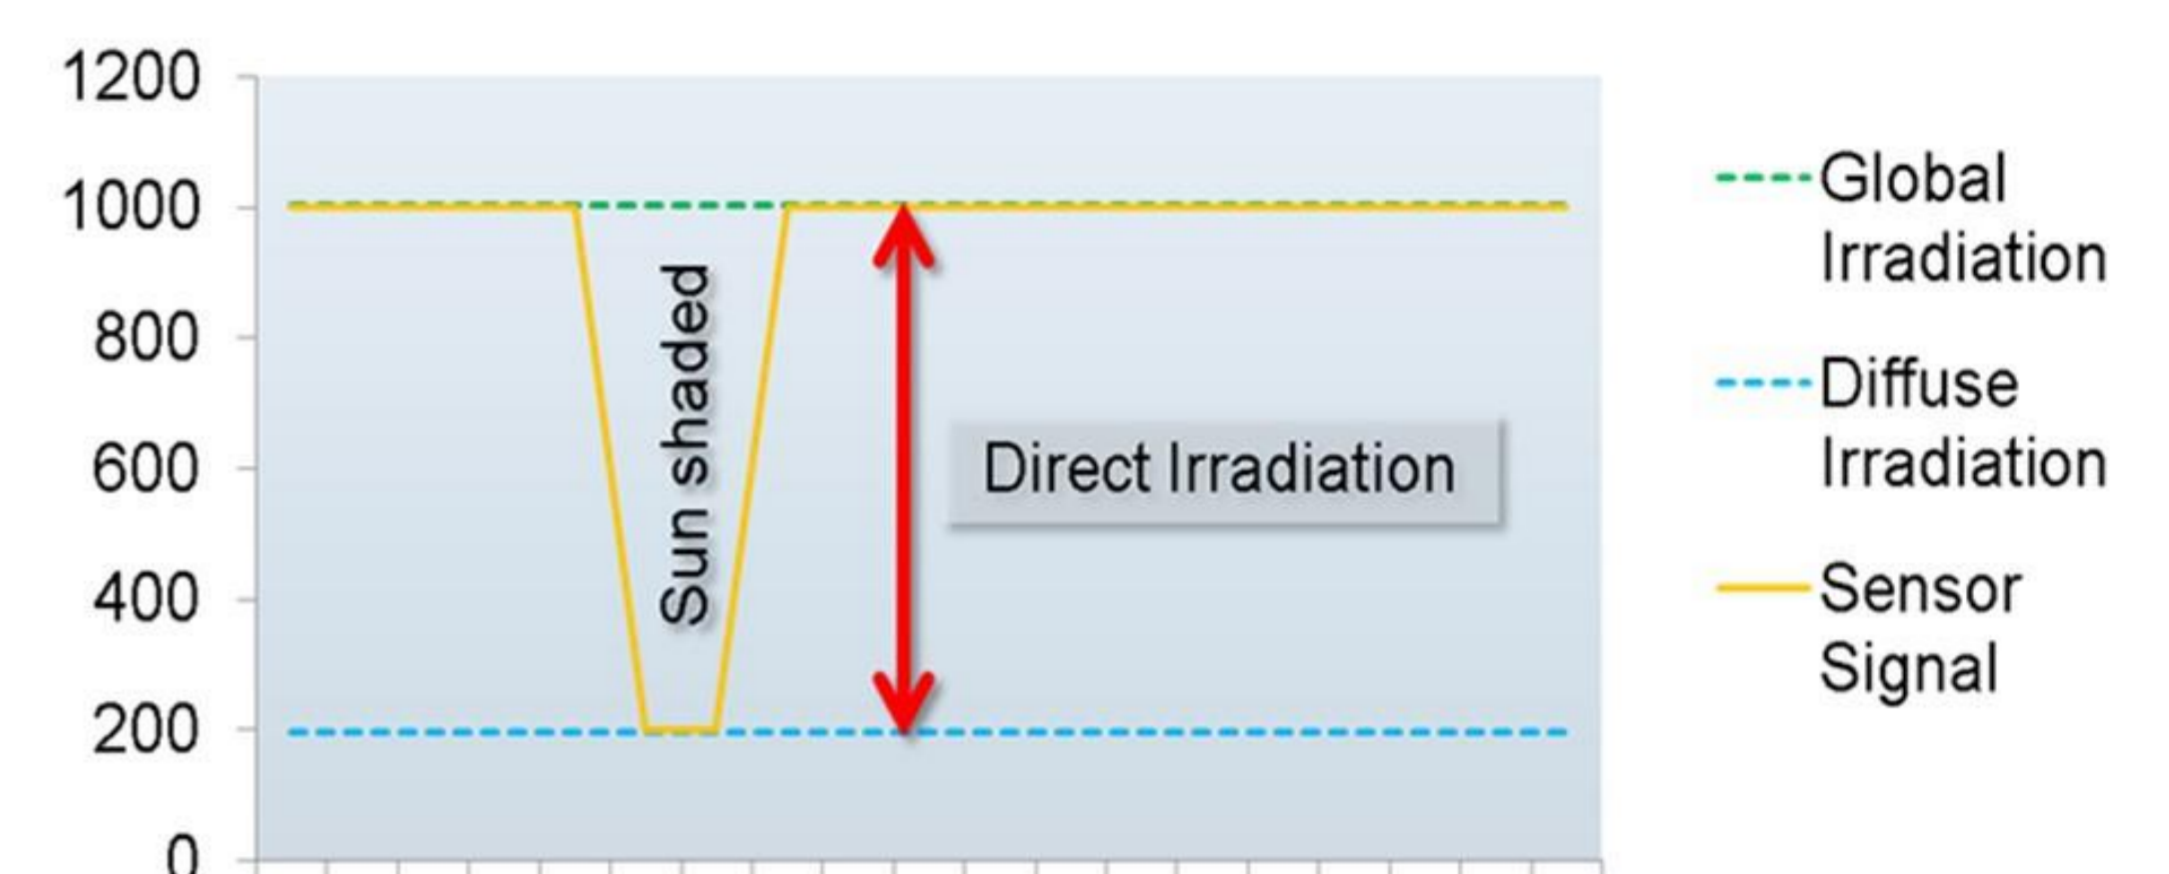 1200
1000
800
600
400
200
0
Sun shaded
Direct Irradiation
Global
Irradiation
Diffuse
Irradiation
Sensor
Signal